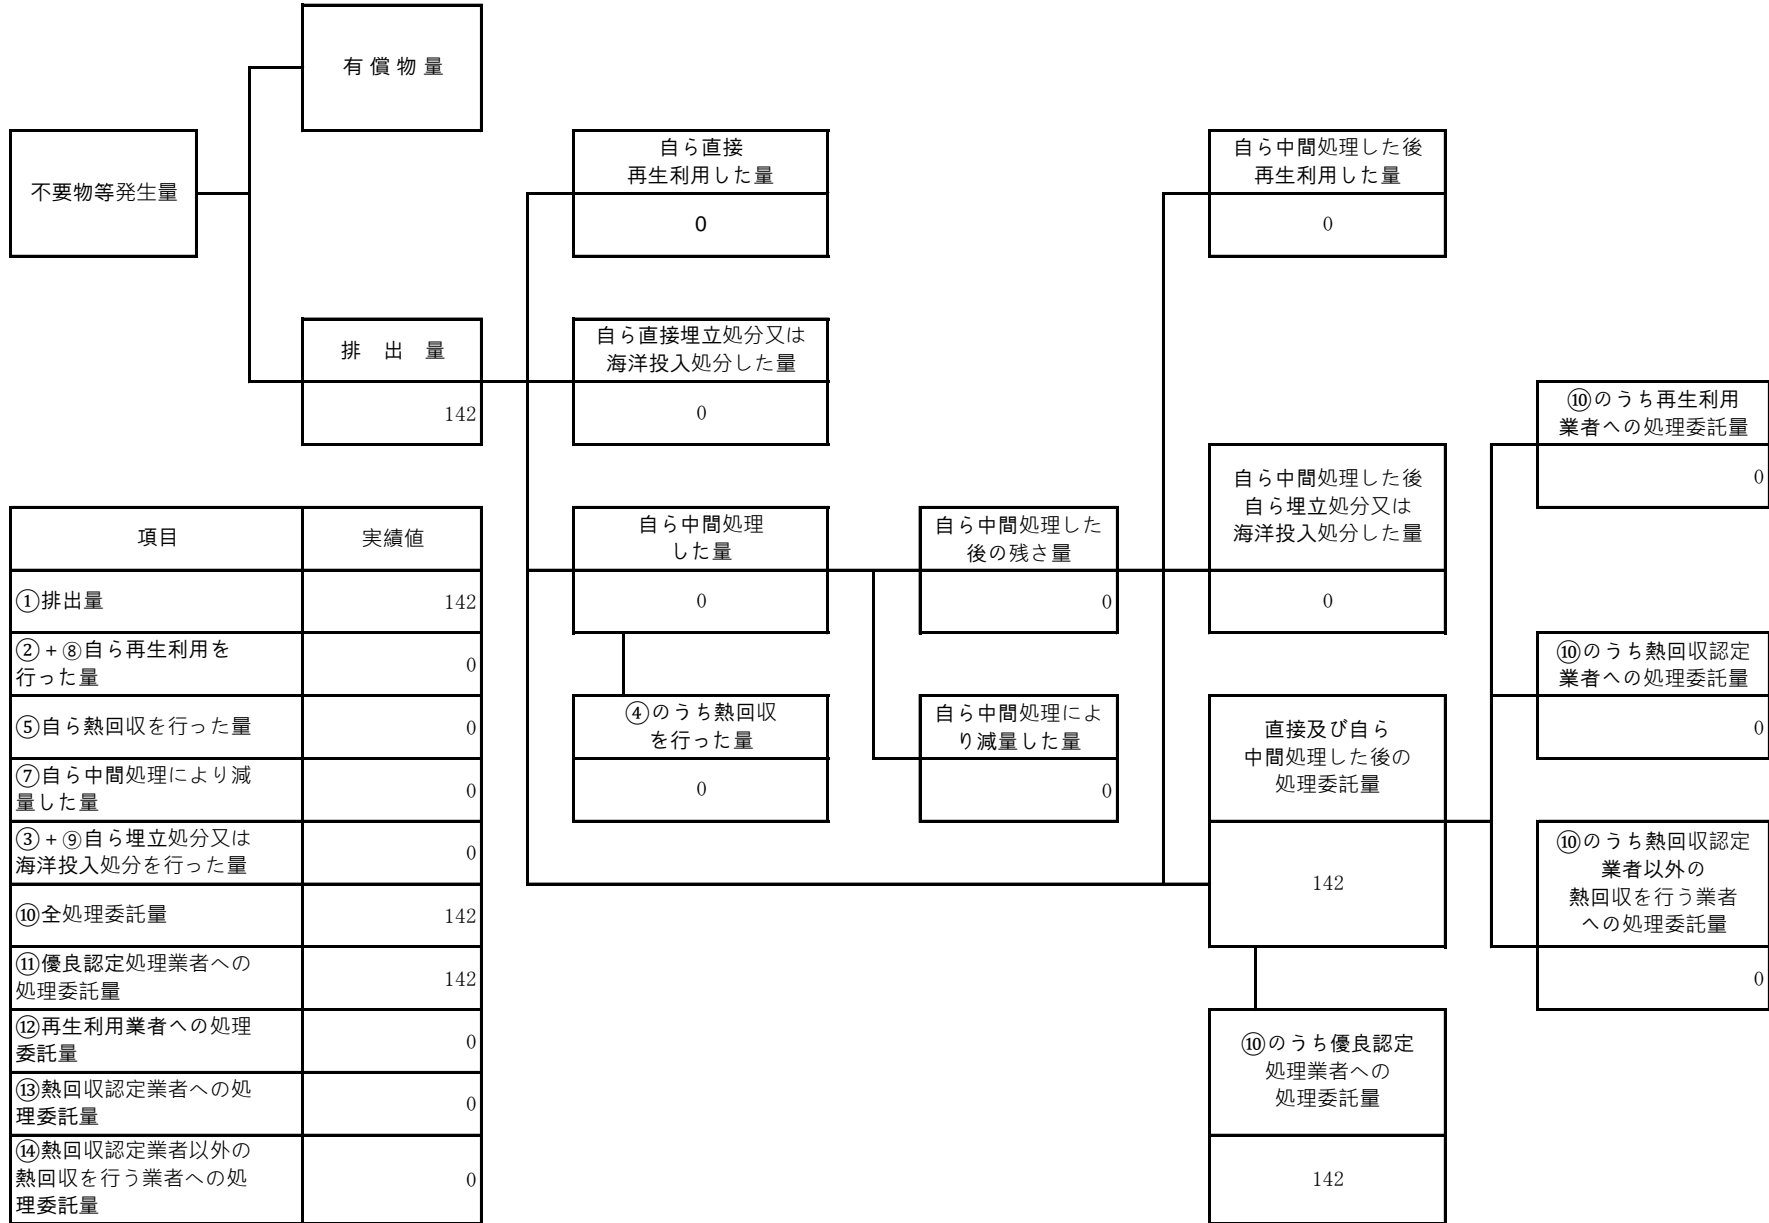 有 償 物 量
不要物等発生量
自ら直接
再生利用した量
0
自ら中間処理した後
再生利用した量
0
排 出 量
142
自ら直接埋立処分又は
海洋投入処分した量
0
⑩のうち再生利用
業者への処理委託量
0
自ら中間処理した後
自ら埋立処分又は
海洋投入処分した量
0
自ら中間処理
した量
0
自ら中間処理した
後の残さ量
0
④のうち熱回収
を行った量
0
自ら中間処理によ
り減量した量
0
直接及び自ら
中間処理した後の
処理委託量
142
⑩のうち熱回収認定
業者への処理委託量
0
⑩のうち熱回収認定
業者以外の
熱回収を行う業者
への処理委託量
0
⑩のうち優良認定
処理業者への
処理委託量
142
項目 実績値
①排出量 142
②+⑧自ら再生利用を
行った量 0
⑤自ら熱回収を行った量 0
⑦自ら中間処理により減
量した量 0
③+⑨自ら埋立処分又は
海洋投入処分を行った量 0
⑩全処理委託量 142
⑪優良認定処理業者への
処理委託量 142
⑫再生利用業者への処理
委託量 0
⑬熱回収認定業者への処
理委託量 0
⑭熱回収認定業者以外の
熱回収を行う業者への処
理委託量 0